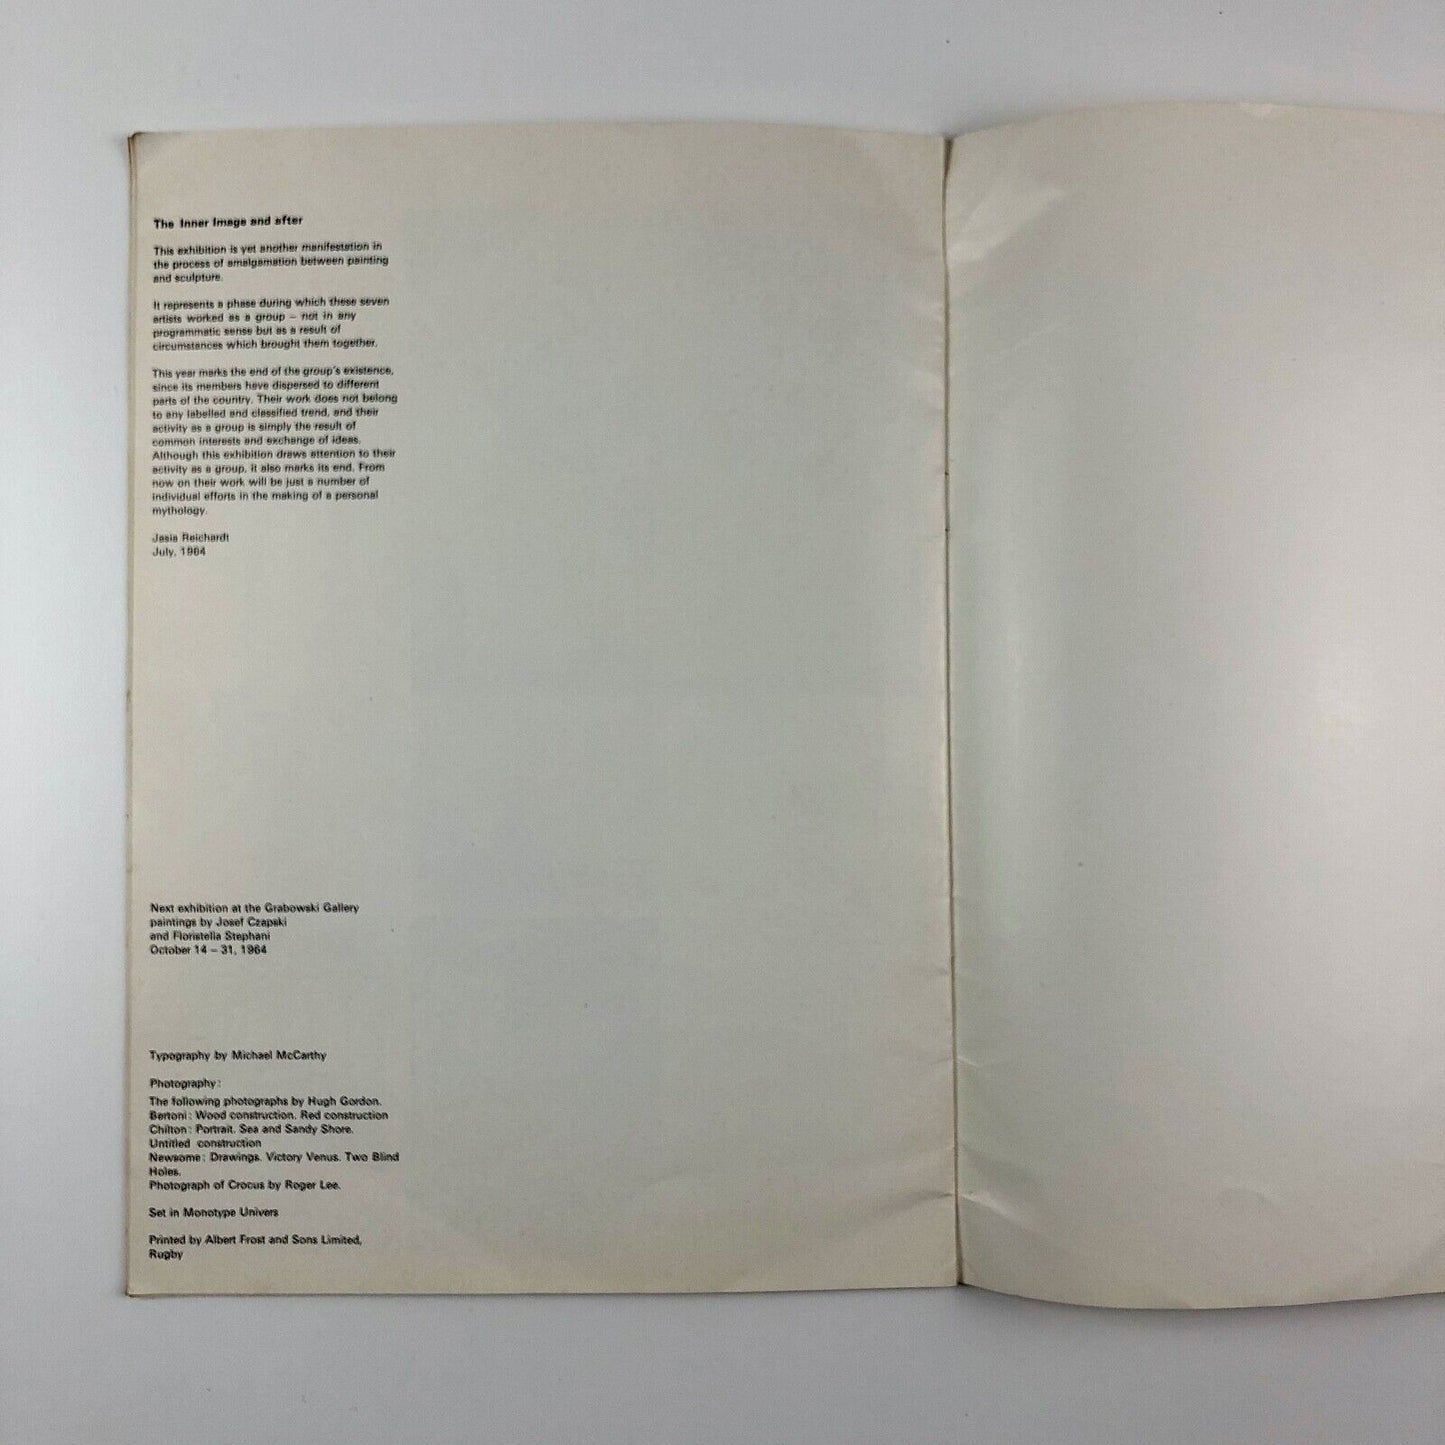 The Inner Image and after
This exhibition is yet another manifestation in
the process of amalgamation between painting
and sculpture.
It represents a phase during which these seven
artists worked as a group – not in any
programmatic sense but as a result of
circumstances which brought them together.
This year marks the end of the group's existence,
since its members have dispersed to different
parts of the country. Their work does not belong
to any labelled and classified trend, and their
activity as a group is simply the result of
common interests and exchange of ideas.
Although this exhibition draws attention to their
activity as a group, it also marks its end. From
now on their work will be just a number of
individual efforts in the making of a personal
mythology.
Jasia Reichardt
July, 1964
Next exhibition at the Grabowski Gallery
paintings by Josef Czapski
and Floristella Stephani
October 14 – 31, 1964
Typography by Michael McCarthy
Photography:
The following photographs by Hugh Gordon.
Bertoni: Wood construction. Red construction
Chilton: Portrait. Sea and Sandy Shore.
Untitled construction
Newsome: Drawings. Victory Venus. Two Blind
Holes.
Photograph of Crocus by Roger Lee.
Set in Monotype Univers
Printed by Albert Frost and Sons Limited,
Rugby